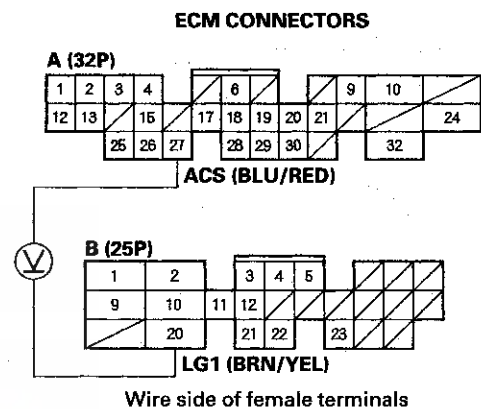 ECM CONNECTORS
A (32P)
1 2 3 4 6 9 10
12 13 15 17 18 19 20 21 24
25 26 27 28 29 30 32
ACS (BLU/RED)
V
B (25P)
1 2 3 4 5
9 10 11 12
20 21 22 23
LG1 (BRN/YEL)
Wire side of female terminals